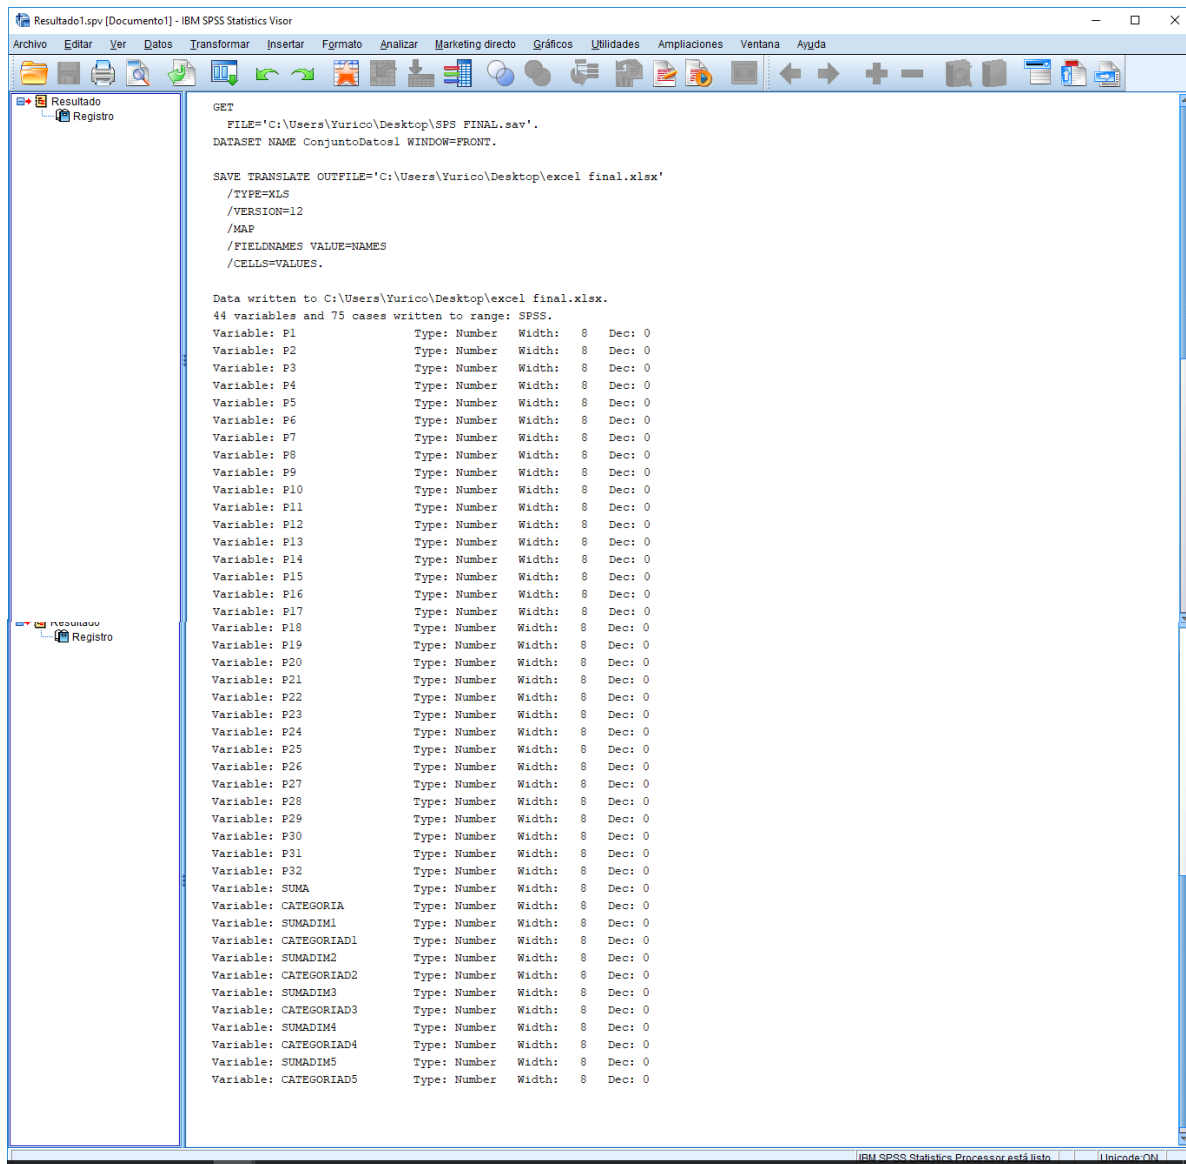 Resultado1.spv [Documento1] - IBM SPSS Statistics Visor
Archivo Editar Ver Datos Transformar Insertar Formato Analizar Marketing directo Gráficos Utilidades Ampliaciones Ventana Ayuda
Resultado
Registro
GET
FILE='C:\Users\Yurico\Desktop\SPS FINAL.sav'.
DATASET NAME ConjuntoDatos1 WINDOW=FRONT.
SAVE TRANSLATE OUTFILE='C:\Users\Yurico\Desktop\excel final.xlsx'
/TYPE=XLS
/VERSION=12
/MAP
/FIELDNAMES VALUE=NAMES
/CELLS=VALUES.
Data written to C:\Users\Yurico\Desktop\excel final.xlsx.
44 variables and 75 cases written to range: SPSS.
Variable: P1 Type: Number Width: 8 Dec: 0
Variable: P2 Type: Number Width: 8 Dec: 0
Variable: P3 Type: Number Width: 8 Dec: 0
Variable: P4 Type: Number Width: 8 Dec: 0
Variable: P5 Type: Number Width: 8 Dec: 0
Variable: P6 Type: Number Width: 8 Dec: 0
Variable: P7 Type: Number Width: 8 Dec: 0
Variable: P8 Type: Number Width: 8 Dec: 0
Variable: P9 Type: Number Width: 8 Dec: 0
Variable: P10 Type: Number Width: 8 Dec: 0
Variable: P11 Type: Number Width: 8 Dec: 0
Variable: P12 Type: Number Width: 8 Dec: 0
Variable: P13 Type: Number Width: 8 Dec: 0
Variable: P14 Type: Number Width: 8 Dec: 0
Variable: P15 Type: Number Width: 8 Dec: 0
Variable: P16 Type: Number Width: 8 Dec: 0
Variable: P17 Type: Number Width: 8 Dec: 0
Resultado
Registro
Variable: P18 Type: Number Width: 8 Dec: 0
Variable: P19 Type: Number Width: 8 Dec: 0
Variable: P20 Type: Number Width: 8 Dec: 0
Variable: P21 Type: Number Width: 8 Dec: 0
Variable: P22 Type: Number Width: 8 Dec: 0
Variable: P23 Type: Number Width: 8 Dec: 0
Variable: P24 Type: Number Width: 8 Dec: 0
Variable: P25 Type: Number Width: 8 Dec: 0
Variable: P26 Type: Number Width: 8 Dec: 0
Variable: P27 Type: Number Width: 8 Dec: 0
Variable: P28 Type: Number Width: 8 Dec: 0
Variable: P29 Type: Number Width: 8 Dec: 0
Variable: P30 Type: Number Width: 8 Dec: 0
Variable: P31 Type: Number Width: 8 Dec: 0
Variable: P32 Type: Number Width: 8 Dec: 0
Variable: SUMA Type: Number Width: 8 Dec: 0
Variable: CATEGORIA Type: Number Width: 8 Dec: 0
Variable: SUMADIM1 Type: Number Width: 8 Dec: 0
Variable: CATEGORIAD1 Type: Number Width: 8 Dec: 0
Variable: SUMADIM2 Type: Number Width: 8 Dec: 0
Variable: CATEGORIAD2 Type: Number Width: 8 Dec: 0
Variable: SUMADIM3 Type: Number Width: 8 Dec: 0
Variable: CATEGORIAD3 Type: Number Width: 8 Dec: 0
Variable: SUMADIM4 Type: Number Width: 8 Dec: 0
Variable: CATEGORIAD4 Type: Number Width: 8 Dec: 0
Variable: SUMADIM5 Type: Number Width: 8 Dec: 0
Variable: CATEGORIAD5 Type: Number Width: 8 Dec: 0
IBM SPSS Statistics Processor está listo Unicode:ON